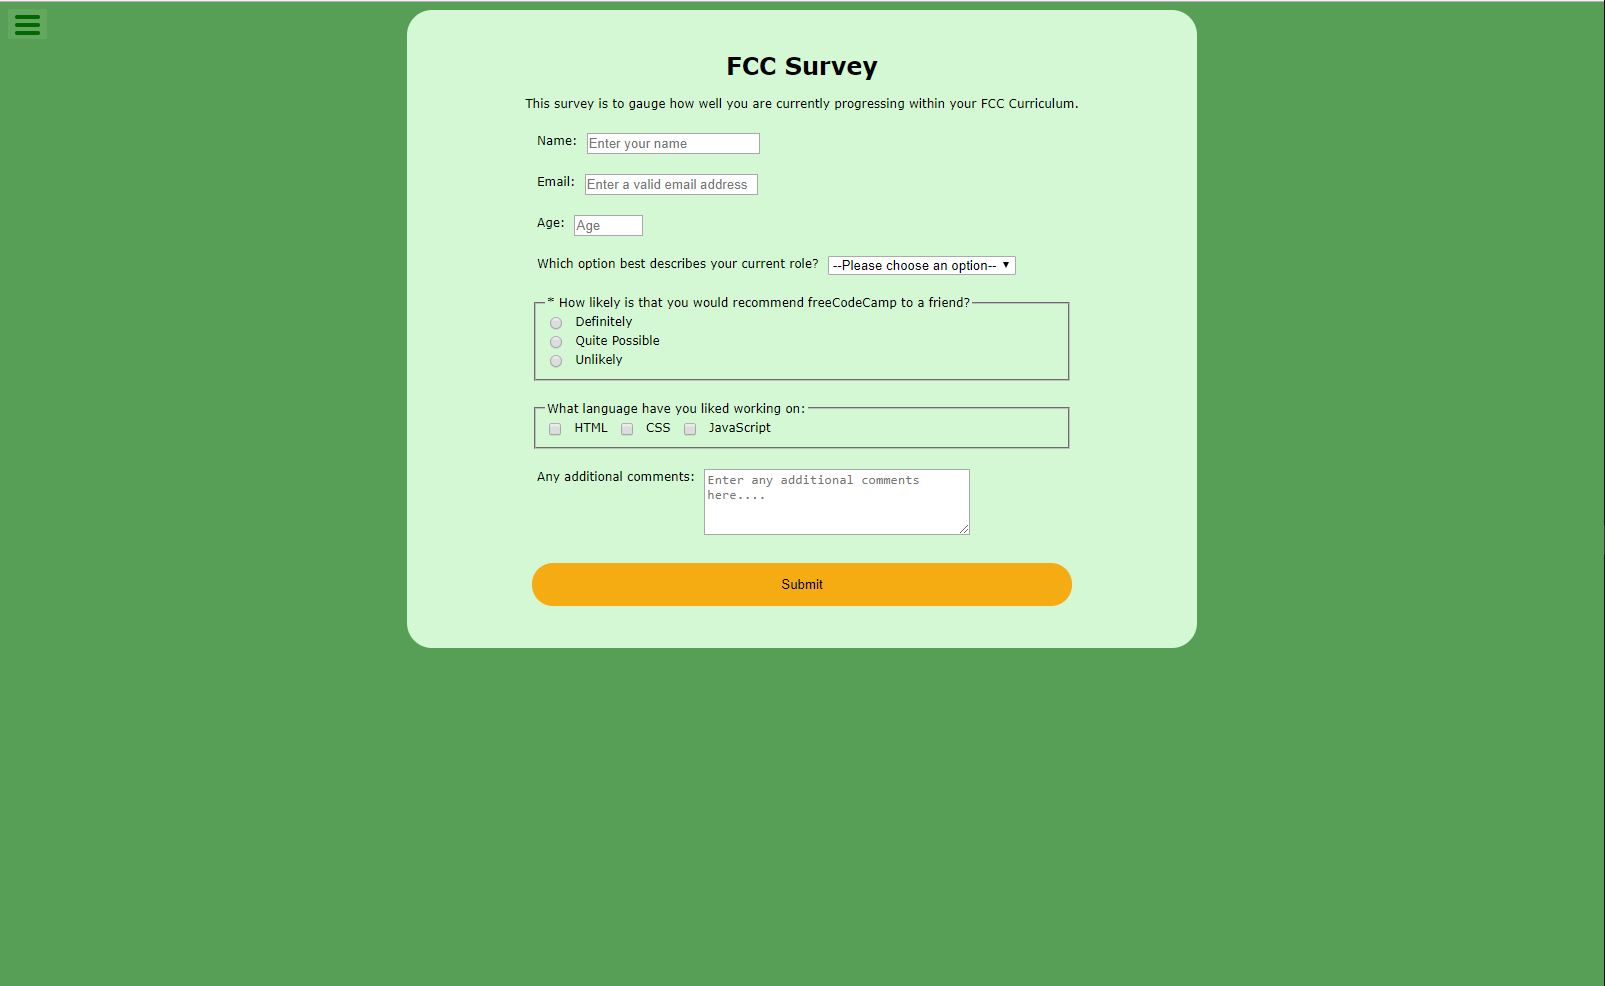 FCC Survey
This survey is to gauge how well you are currently progressing within your FCC Curriculum.
Name: Enter your name
Email: Enter a valid email address
Age: Age
Which option best describes your current role? --Please choose an option--
* How likely is that you would recommend freeCodeCamp to a friend?
Definitely
Quite Possible
Unlikely
What language have you liked working on:
HTML CSS JavaScript
Any additional comments: Enter any additional comments
here....
Submit